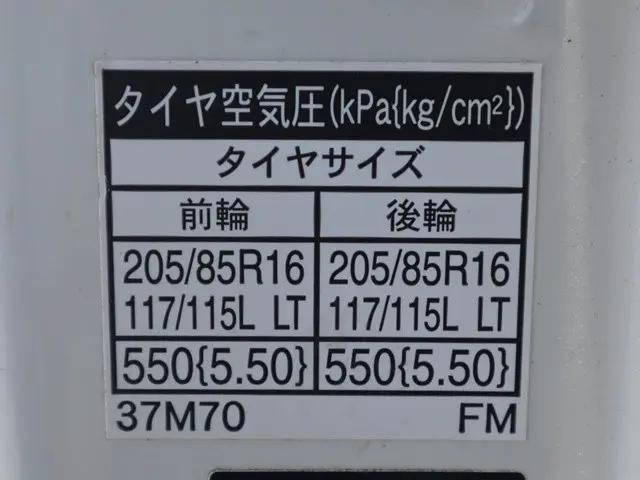 タイヤ空気圧(kPa{kg/cm²})
タイヤサイズ
前輪 後輪
205/85R16 205/85R16
117/115L LT 117/115L LT
550{5.50} 550{5.50}
37M70 FM